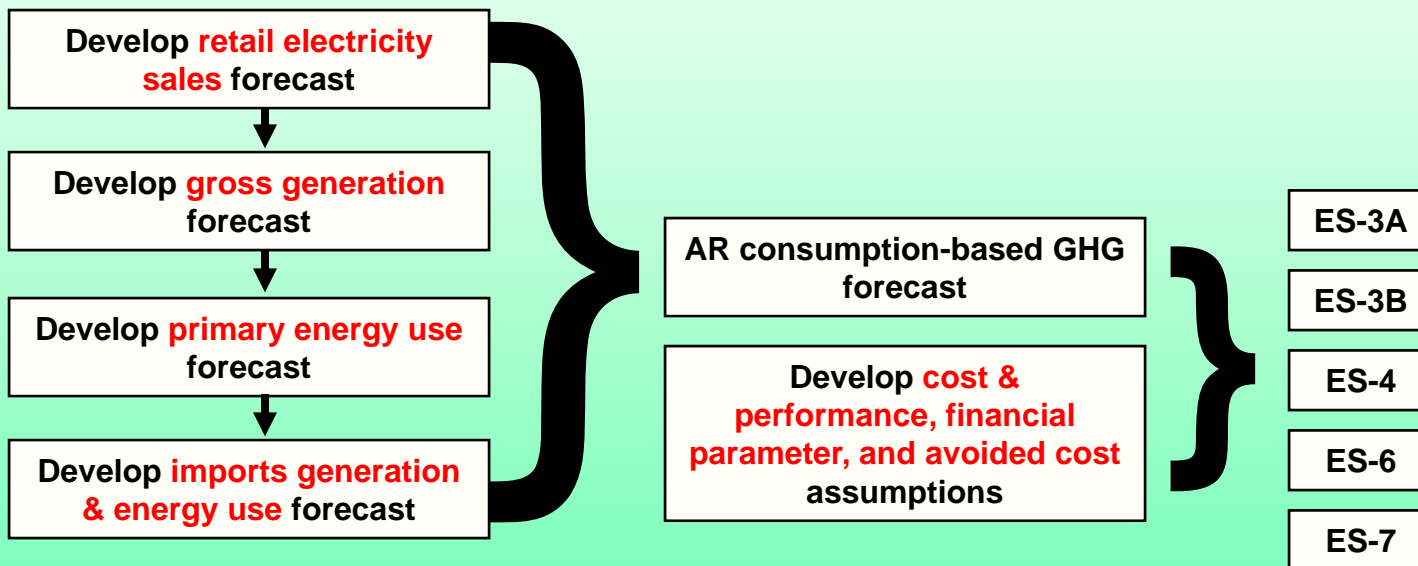 Develop retail electricity
sales forecast
Develop gross generation
forecast
Develop primary energy use
forecast
Develop imports generation
& energy use forecast
AR consumption-based GHG
forecast
Develop cost &
performance, financial
parameter, and avoided cost
assumptions
ES-3A
ES-3B
ES-4
ES-6
ES-7